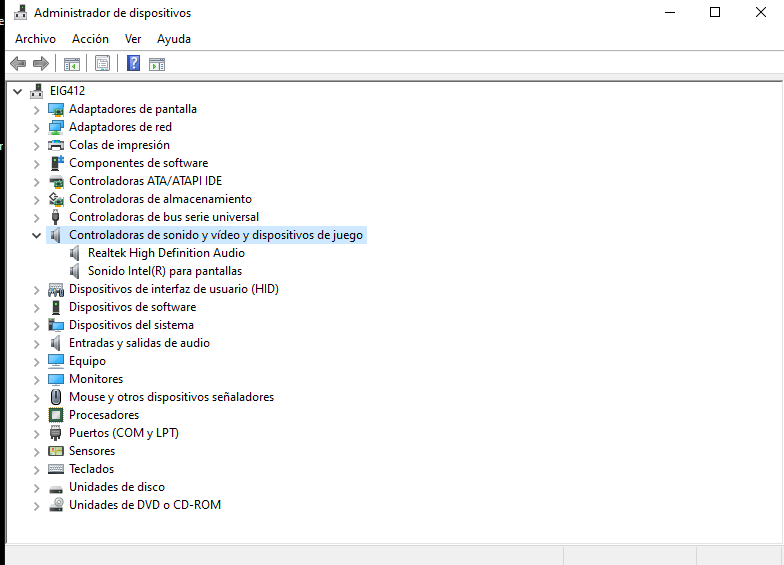 Administrador de dispositivos
Archivo Acción Ver Ayuda
EIG412
Adaptadores de pantalla
Adaptadores de red
Colas de impresión
Componentes de software
Controladoras ATA/ATAPI IDE
Controladoras de almacenamiento
Controladoras de bus serie universal
Controladoras de sonido y vídeo y dispositivos de juego
Realtek High Definition Audio
Sonido Intel(R) para pantallas
Dispositivos de interfaz de usuario (HID)
Dispositivos de software
Dispositivos del sistema
Entradas y salidas de audio
Equipo
Monitores
Mouse y otros dispositivos señaladores
Procesadores
Puertos (COM y LPT)
Sensores
Teclados
Unidades de disco
Unidades de DVD o CD-ROM